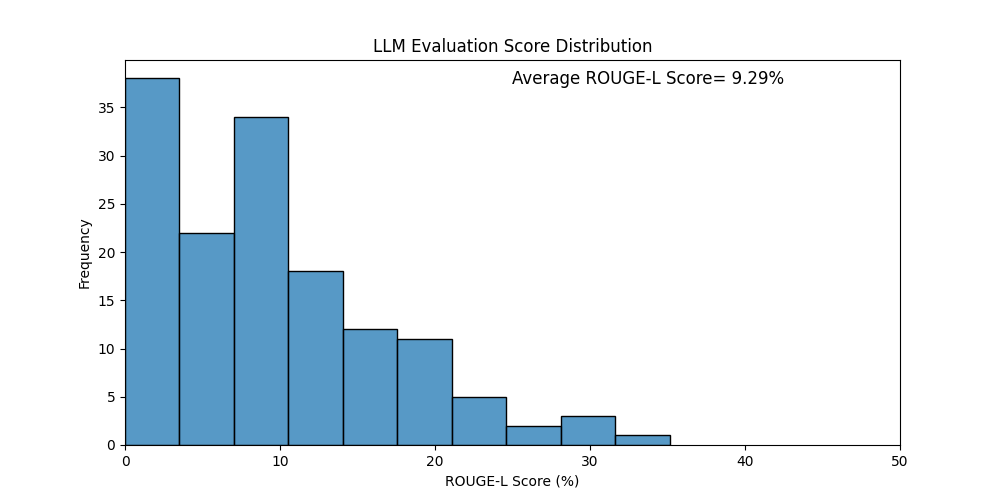 LLM Evaluation Score Distribution
Average ROUGE-L Score= 9.29%
Frequency
35
30
25
20
15
10
5
0
0 10 20 30 40 50
ROUGE-L Score (%)